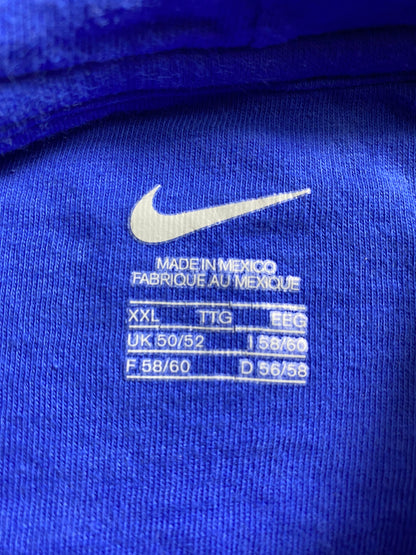 MADE IN MEXICO
FABRIQUE AU MEXIQUE
XXL TTG EEG
UK 50/52 I 58/60
F 58/60 D 56/58